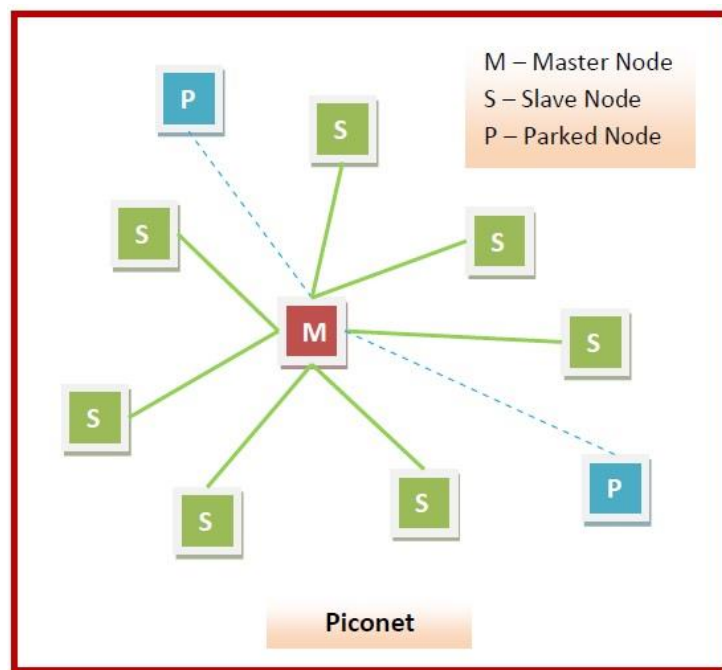 M – Master Node
S – Slave Node
P – Parked Node
P
S
S
S
M
S
S
P
S
S
Piconet